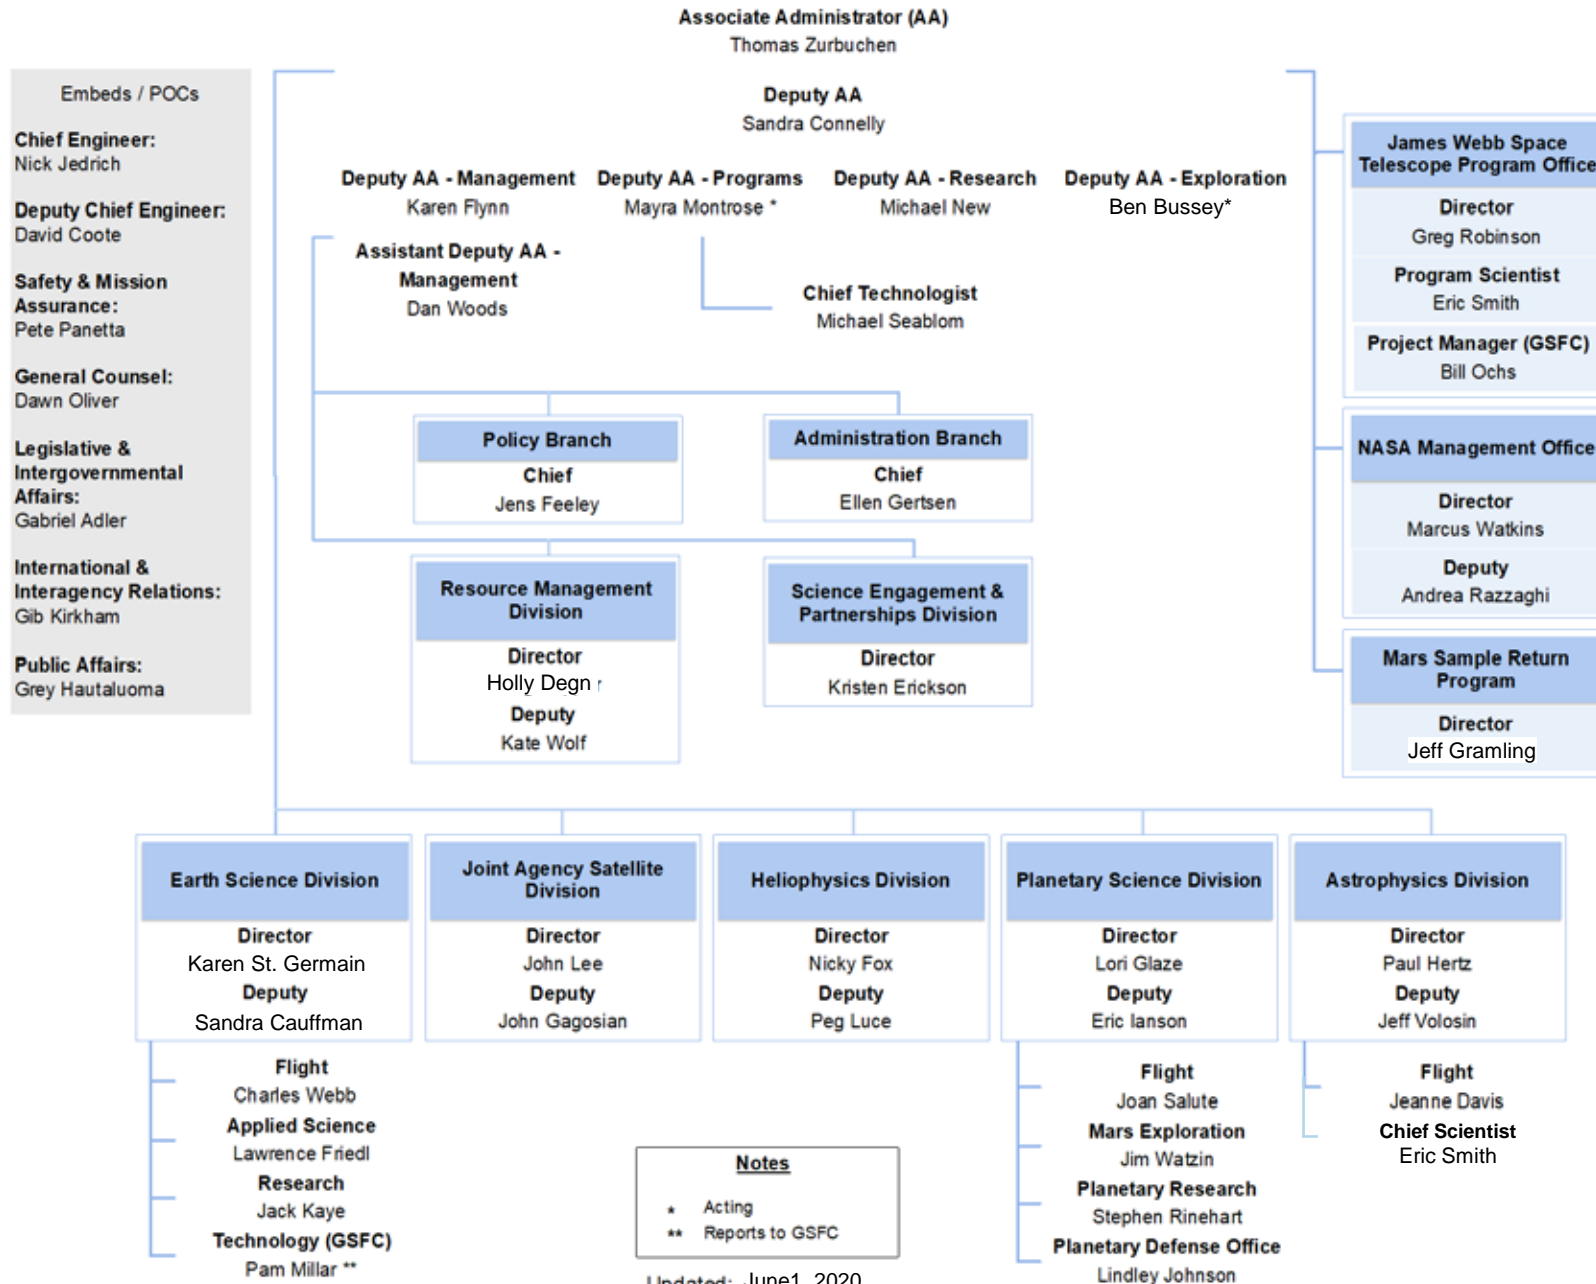 Associate Administrator (AA)
Thomas Zurbuchen
Deputy AA
Sandra Connelly
Deputy AA - Management
Karen Flynn
Deputy AA - Programs
Mayra Montrose *
Deputy AA - Research
Michael New
Deputy AA - Exploration
Ben Bussey*
Assistant Deputy AA -
Management
Dan Woods
Chief Technologist
Michael Seablom
Embeds / POCs
Chief Engineer:
Nick Jedrich
Deputy Chief Engineer:
David Coote
Safety & Mission
Assurance:
Pete Panetta
General Counsel:
Dawn Oliver
Legislative &
Intergovernmental
Affairs:
Gabriel Adler
International &
Interagency Relations:
Gib Kirkham
Public Affairs:
Grey Hautaluoma
James Webb Space
Telescope Program Office
Director
Greg Robinson
Program Scientist
Eric Smith
Project Manager (GSFC)
Bill Ochs
NASA Management Office
Director
Marcus Watkins
Deputy
Andrea Razzaghi
Mars Sample Return
Program
Director
Jeff Gramling
Policy Branch
Chief
Jens Feeley
Administration Branch
Chief
Ellen Gertsen
Resource Management
Division
Director
Holly Degn
Deputy
Kate Wolf
Science Engagement &
Partnerships Division
Director
Kristen Erickson
Earth Science Division
Director
Karen St. Germain
Deputy
Sandra Cauffman
Flight
Charles Webb
Applied Science
Lawrence Friedl
Research
Jack Kaye
Technology (GSFC)
Pam Millar **
Joint Agency Satellite
Division
Director
John Lee
Deputy
John Gagosian
Heliophysics Division
Director
Nicky Fox
Deputy
Peg Luce
Planetary Science Division
Director
Lori Glaze
Deputy
Eric Ianson
Flight
Joan Salute
Mars Exploration
Jim Watzin
Planetary Research
Stephen Rinehart
Planetary Defense Office
Lindley Johnson
Astrophysics Division
Director
Paul Hertz
Deputy
Jeff Volosin
Flight
Jeanne Davis
Chief Scientist
Eric Smith
Notes
* Acting
** Reports to GSFC
Updated: June1, 2020